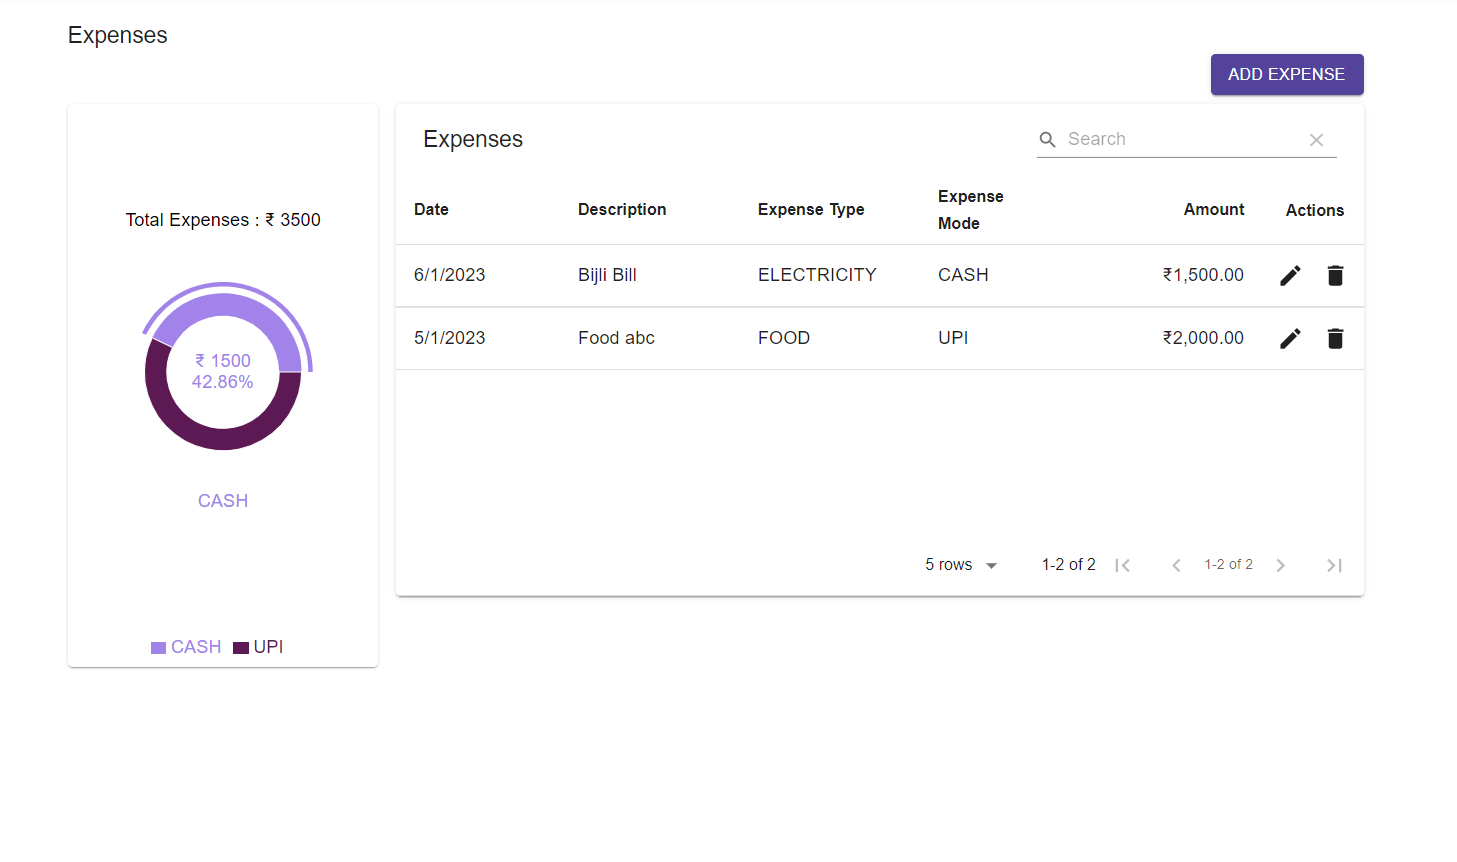 Expenses
ADD EXPENSE
Total Expenses : ₹ 3500
₹ 1500
42.86%
CASH
CASH UPI
Expenses
Search
Date Description Expense Type Expense Mode Amount Actions
6/1/2023 Bijli Bill ELECTRICITY CASH ₹1,500.00
5/1/2023 Food abc FOOD UPI ₹2,000.00
5 rows 1-2 of 2 1-2 of 2